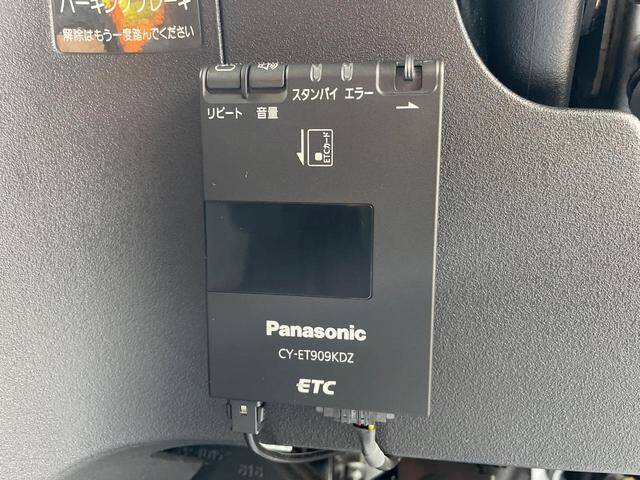 パーキングブレーキ
解除はもう一度踏んでください
スタンバイ エラー
リピート 音量
ETCカード
Panasonic
CY-ET909KDZ
ETC